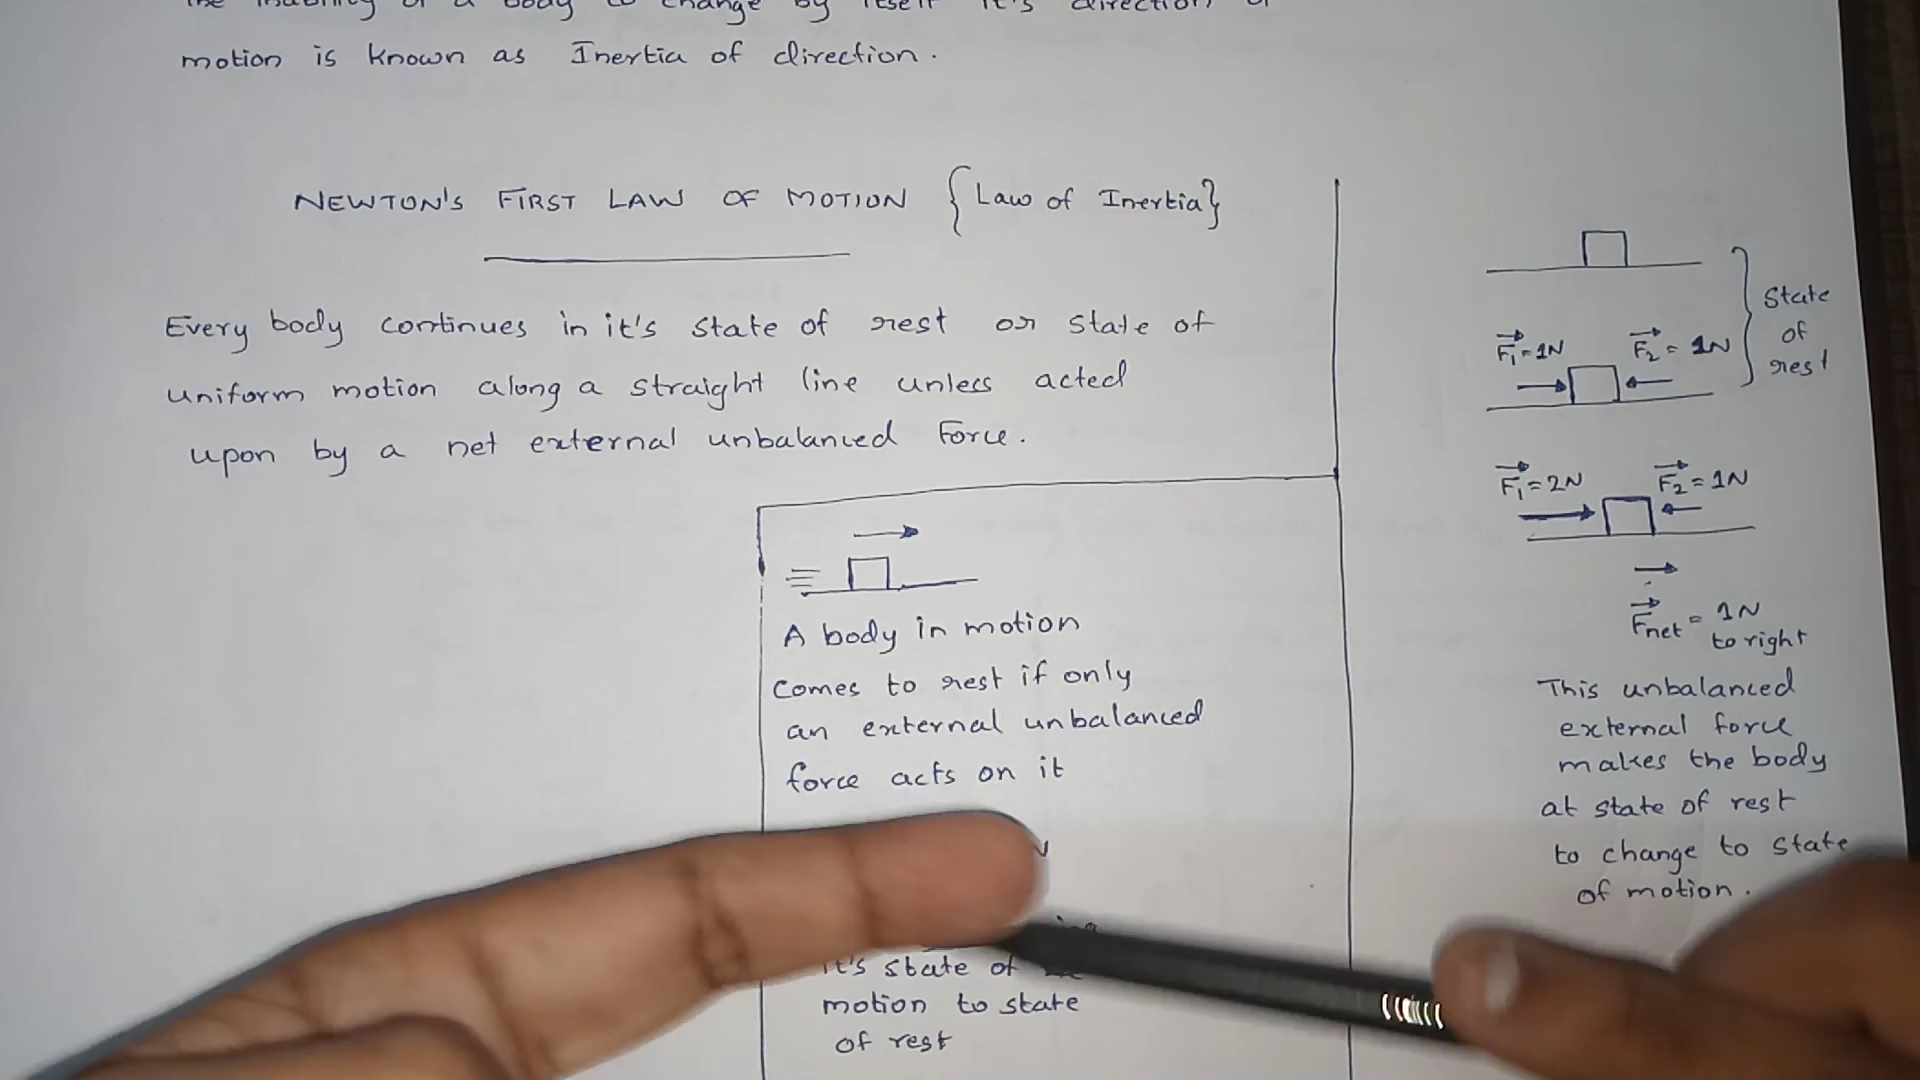 motion is known as Inertia of direction.
NEWTON'S FIRST LAW OF MOTION {Law of Inertia}
Every body continues in it's state of rest or state of
uniform motion along a straight line unless acted
upon by a net external unbalanced Force.
A body in motion
comes to rest if only
an external unbalanced
force acts on it
it's state of
motion to state
of rest
State
of
rest
F₁=1N F₂=1N
F₁=2N F₂=1N
Fnet=1N
to right
This unbalanced
external force
makes the body
at state of rest
to change to state
of motion.